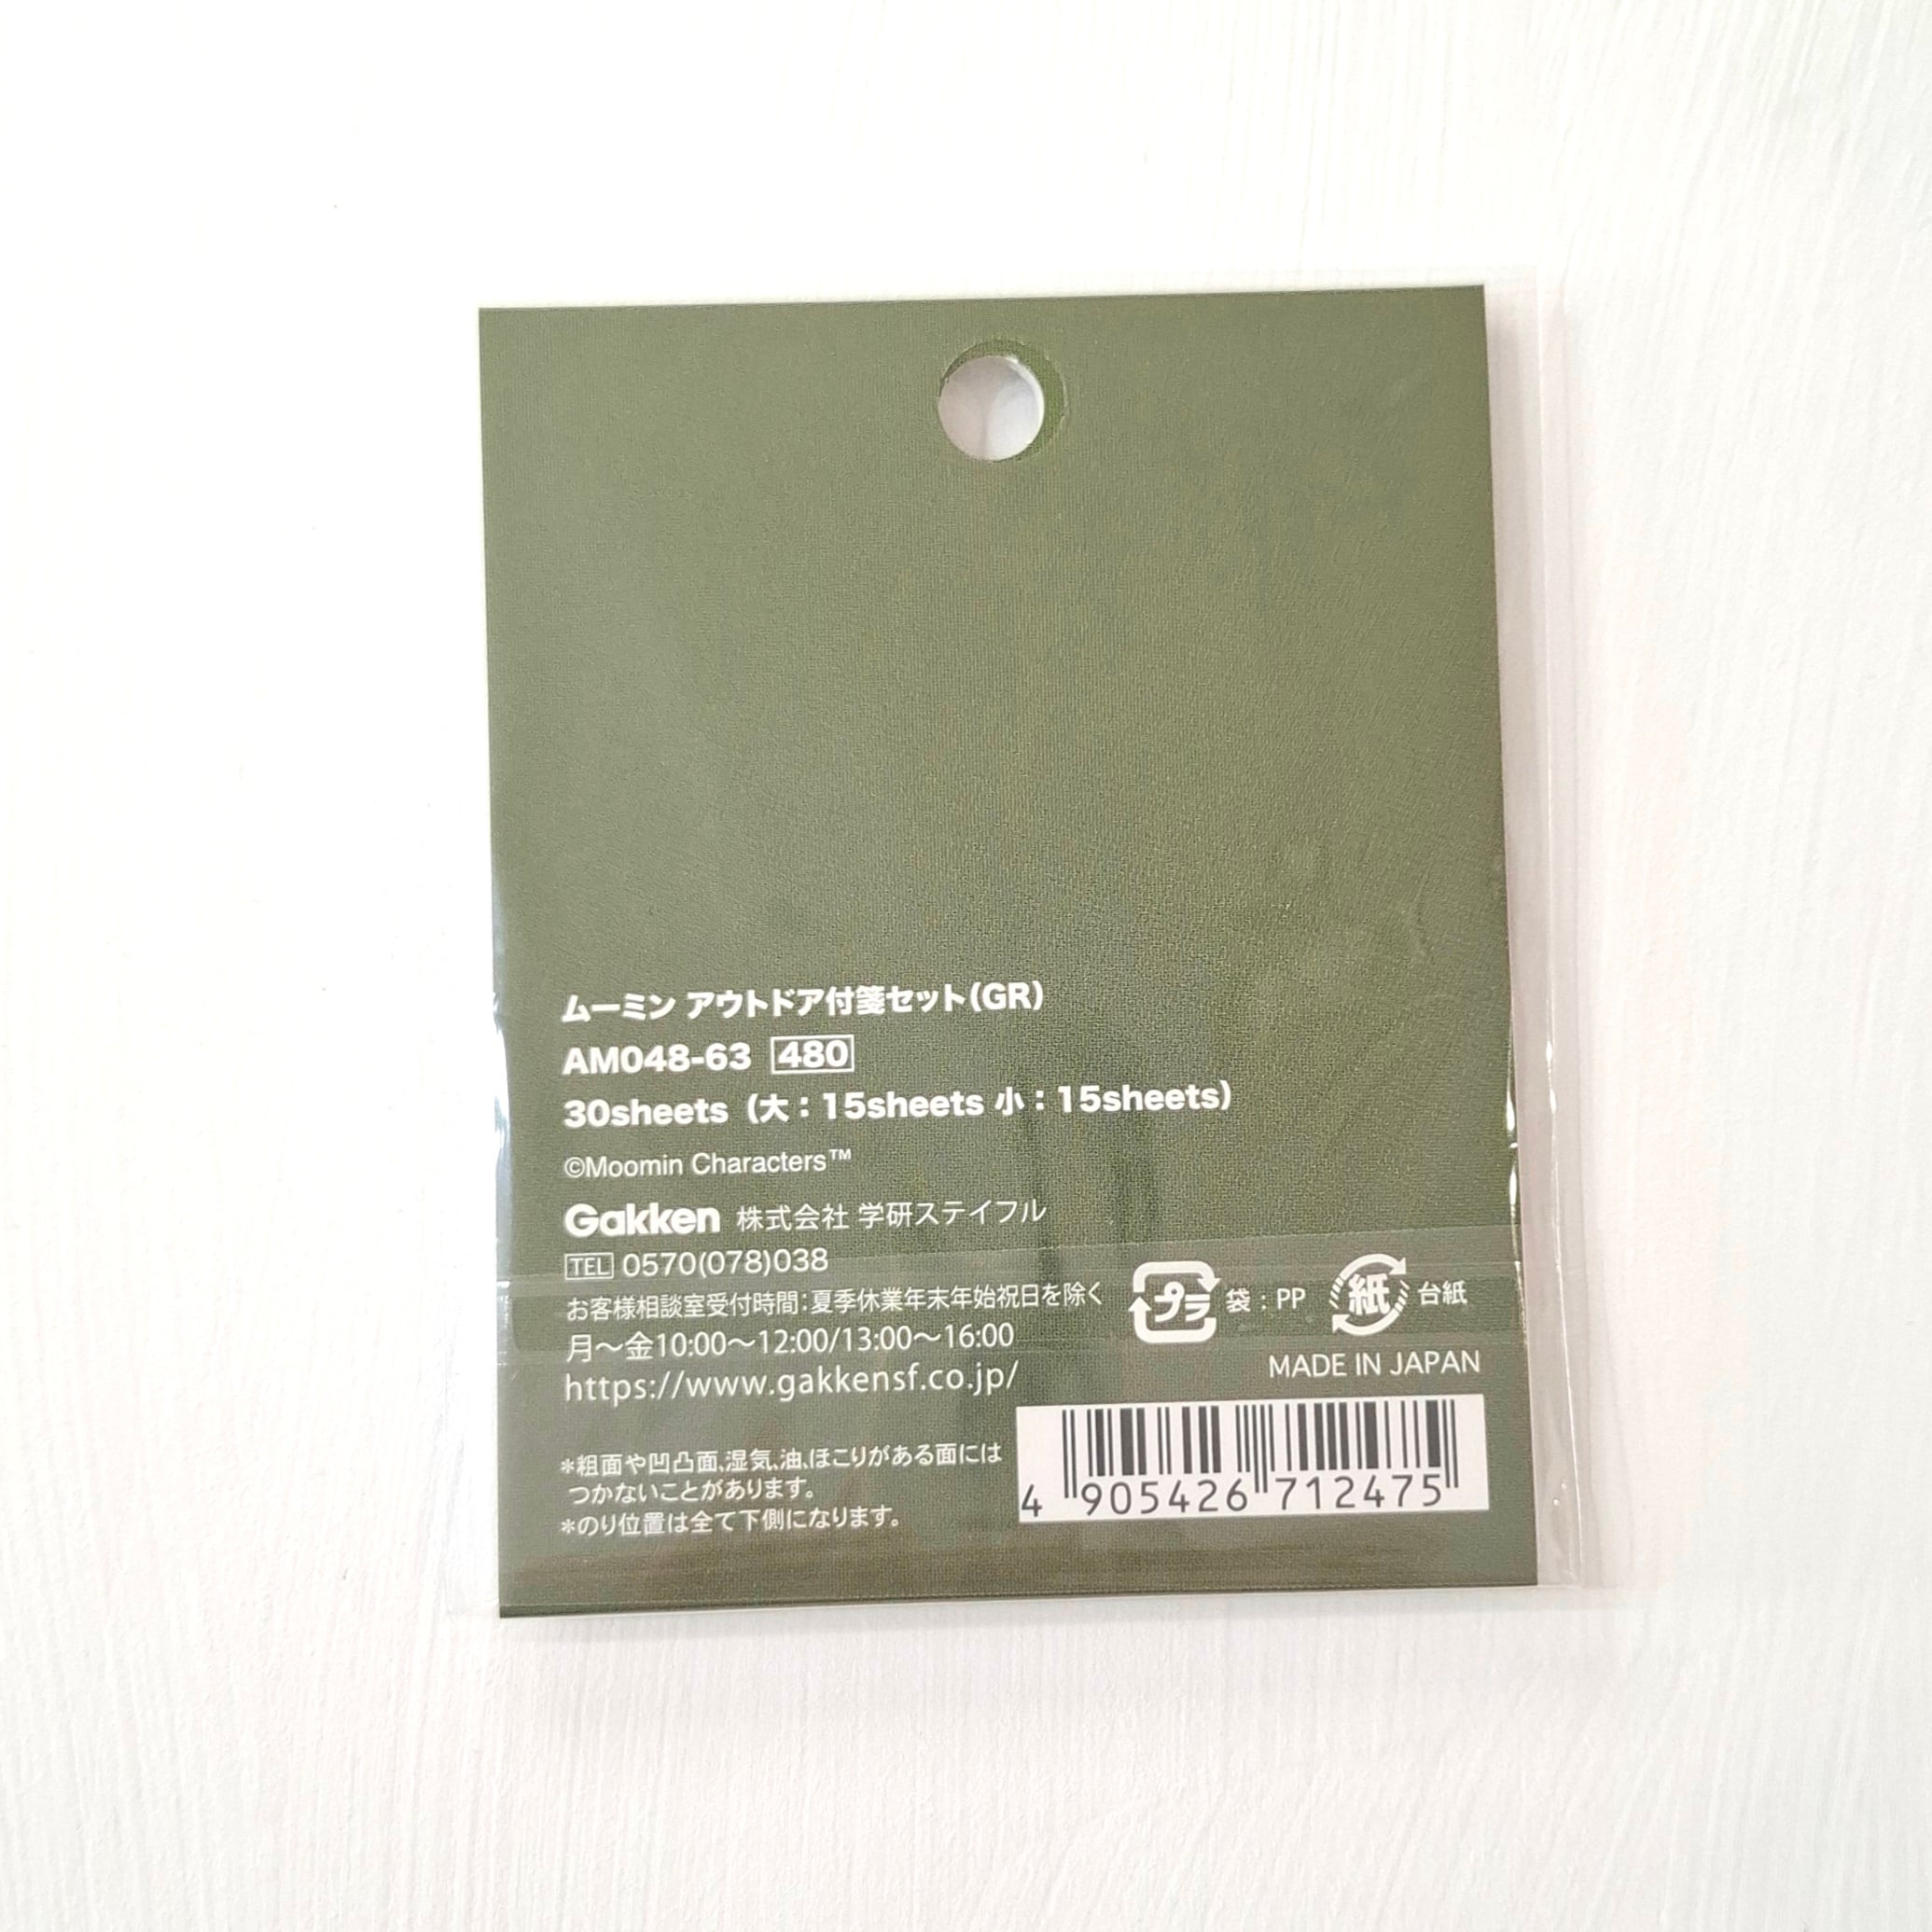 ムーミン アウトドア付箋セット(GR)
AM048-63 480
30sheets（大：15sheets 小：15sheets）
©Moomin Characters™
Gakken 株式会社 学研ステイフル
TEL 0570(078)038
お客様相談室受付時間：夏季休業年末年始祝日を除く
月〜金10:00〜12:00/13:00〜16:00
https://www.gakkensf.co.jp/
プラ 袋：PP 紙 台紙
MADE IN JAPAN
*粗面や凹凸面、湿気、油、ほこりがある面には
つかないことがあります。
*のり位置は全て下側になります。
4 905426 712475